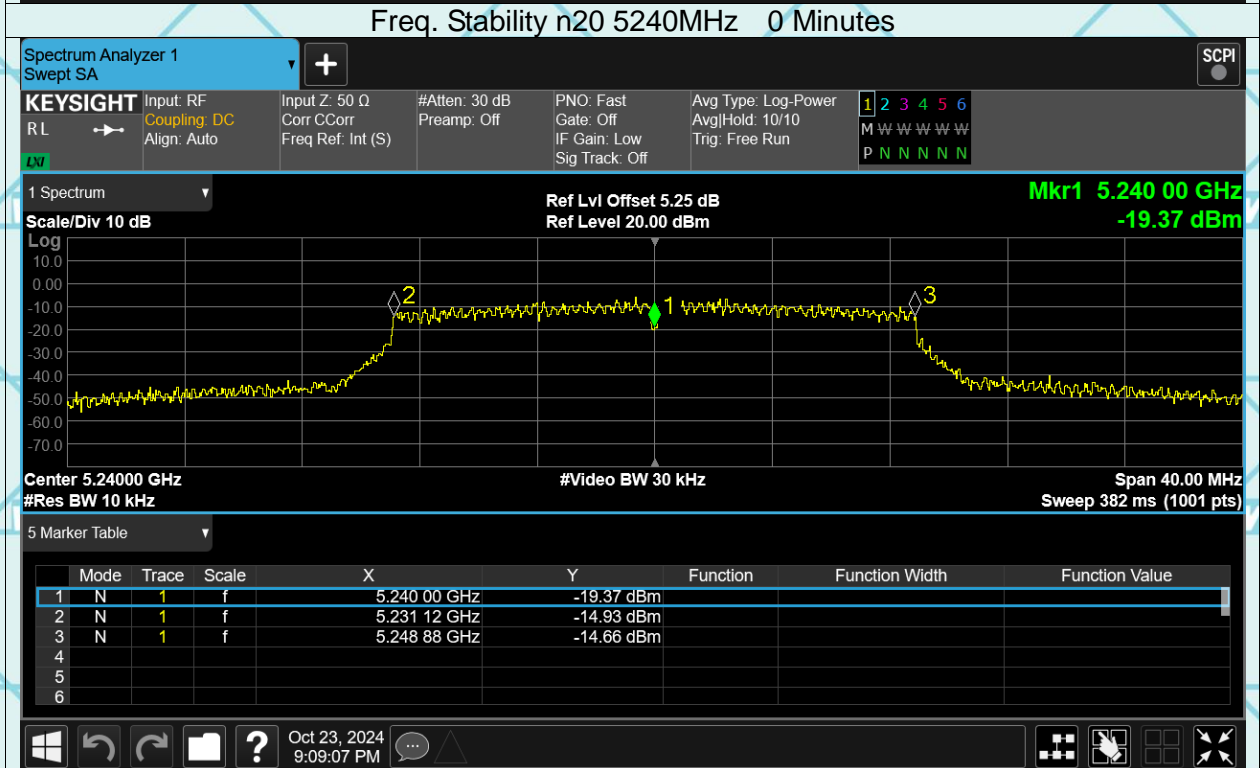 Freq. Stability n20 5240MHz 0 Minutes
Spectrum Analyzer 1
Swept SA
+
SCPI
KEYSIGHT
R L
LXI
Input: RF
Coupling: DC
Align: Auto
Input Z: 50 Ω
Corr CCorr
Freq Ref: Int (S)
#Atten: 30 dB
Preamp: Off
PNO: Fast
Gate: Off
IF Gain: Low
Sig Track: Off
Avg Type: Log-Power
Avg|Hold: 10/10
Trig: Free Run
1 2 3 4 5 6
M W W W W W
P N N N N N
1 Spectrum
Scale/Div 10 dB
Ref Lvl Offset 5.25 dB
Ref Level 20.00 dBm
Mkr1 5.240 00 GHz
-19.37 dBm
Log
10.0
0.00
-10.0
-20.0
-30.0
-40.0
-50.0
-60.0
-70.0
2
1
3
Center 5.24000 GHz
#Video BW 30 kHz
Span 40.00 MHz
#Res BW 10 kHz
Sweep 382 ms (1001 pts)
5 Marker Table
Mode Trace Scale X Y Function Function Width Function Value
1 N 1 f 5.240 00 GHz -19.37 dBm
2 N 1 f 5.231 12 GHz -14.93 dBm
3 N 1 f 5.248 88 GHz -14.66 dBm
4
5
6
?
Oct 23, 2024
9:09:07 PM